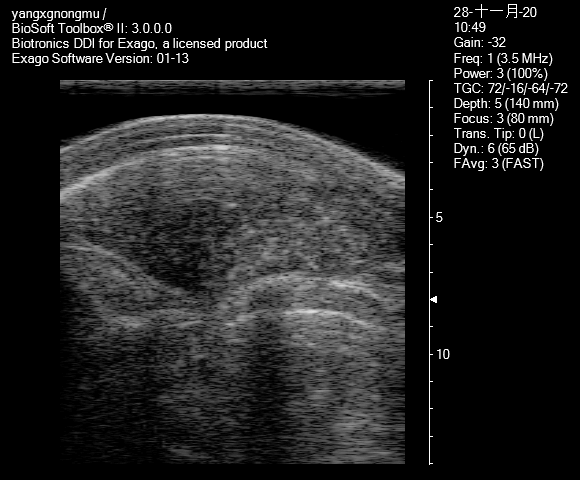 yangxgnongmu /
BioSoft Toolbox® II: 3.0.0.0
Biotronics DDI for Exago, a licensed product
Exago Software Version: 01-13
28-十一月-20
10:49
Gain: -32
Freq: 1 (3.5 MHz)
Power: 3 (100%)
TGC: 72/-16/-64/-72
Depth: 5 (140 mm)
Focus: 3 (80 mm)
Trans. Tip: 0 (L)
Dyn.: 6 (65 dB)
FAvg: 3 (FAST)
5
10